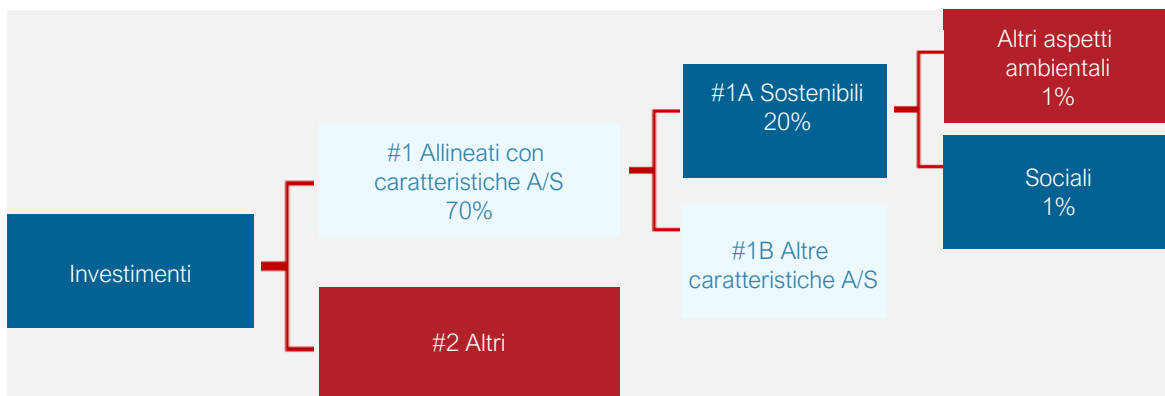 Investimenti
#1 Allineati con
caratteristiche A/S
70%
#2 Altri
#1A Sostenibili
20%
#1B Altre
caratteristiche A/S
Altri aspetti
ambientali
1%
Sociali
1%